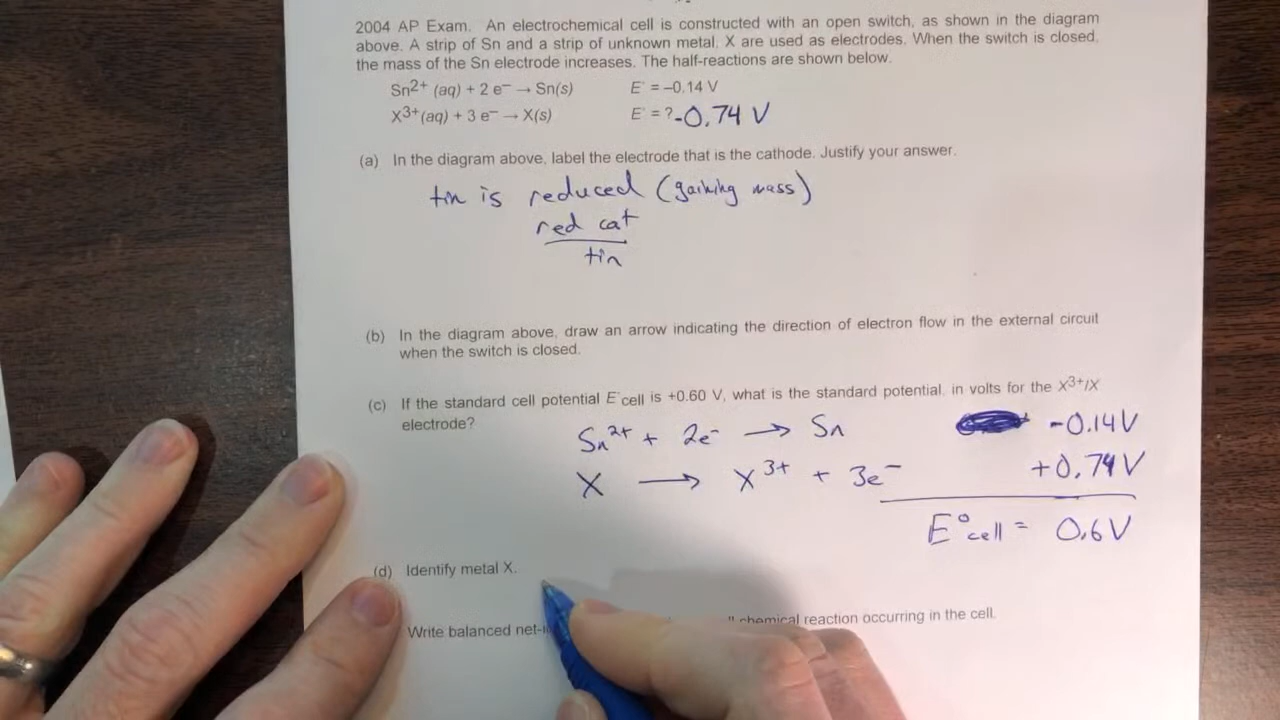 2004 AP Exam. An electrochemical cell is constructed with an open switch, as shown in the diagram
above. A strip of Sn and a strip of unknown metal, X are used as electrodes. When the switch is closed,
the mass of the Sn electrode increases. The half-reactions are shown below.
Sn2+ (aq) + 2 e– → Sn(s) E° = –0.14 V
X3+(aq) + 3 e– → X(s) E° = ? -0.74 V
(a) In the diagram above, label the electrode that is the cathode. Justify your answer.
tin is reduced (gaining mass)
red cat
tin
(b) In the diagram above, draw an arrow indicating the direction of electron flow in the external circuit
when the switch is closed.
(c) If the standard cell potential E°cell is +0.60 V, what is the standard potential, in volts for the X3+/X
electrode?
Sn2+ + 2e- → Sn -0.14V
X → X3+ + 3e- +0.74V
E°cell = 0.6V
(d) Identify metal X.
chemical reaction occurring in the cell.
Write balanced net-